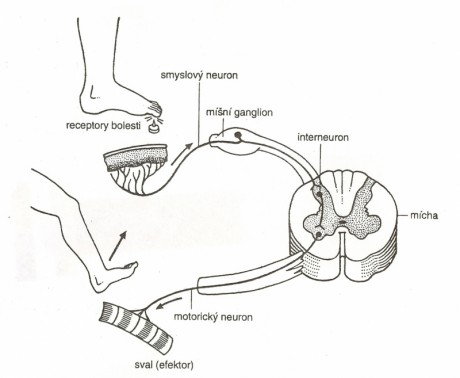 smyslový neuron
míšní ganglion
receptory bolesti
interneuron
mícha
motorický neuron
sval (efektor)